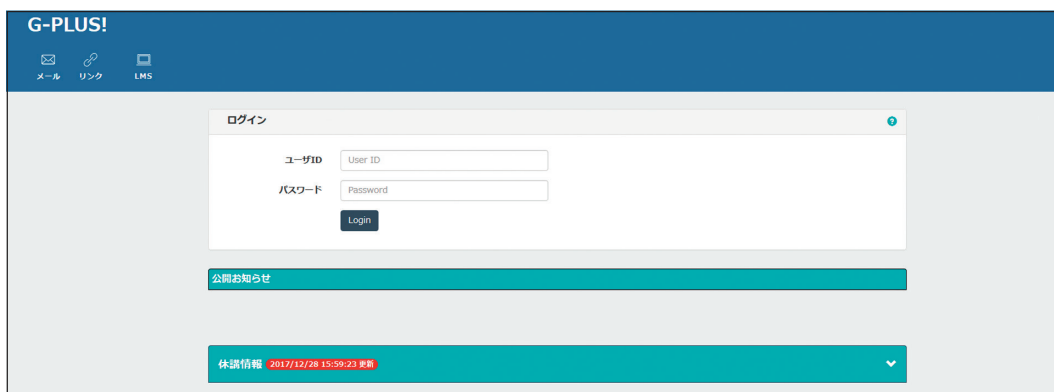 G-PLUS!
メール リンク LMS
ログイン ?
ユーザID User ID
パスワード Password
Login
公開お知らせ
休講情報 2017/12/28 15:59:23 更新